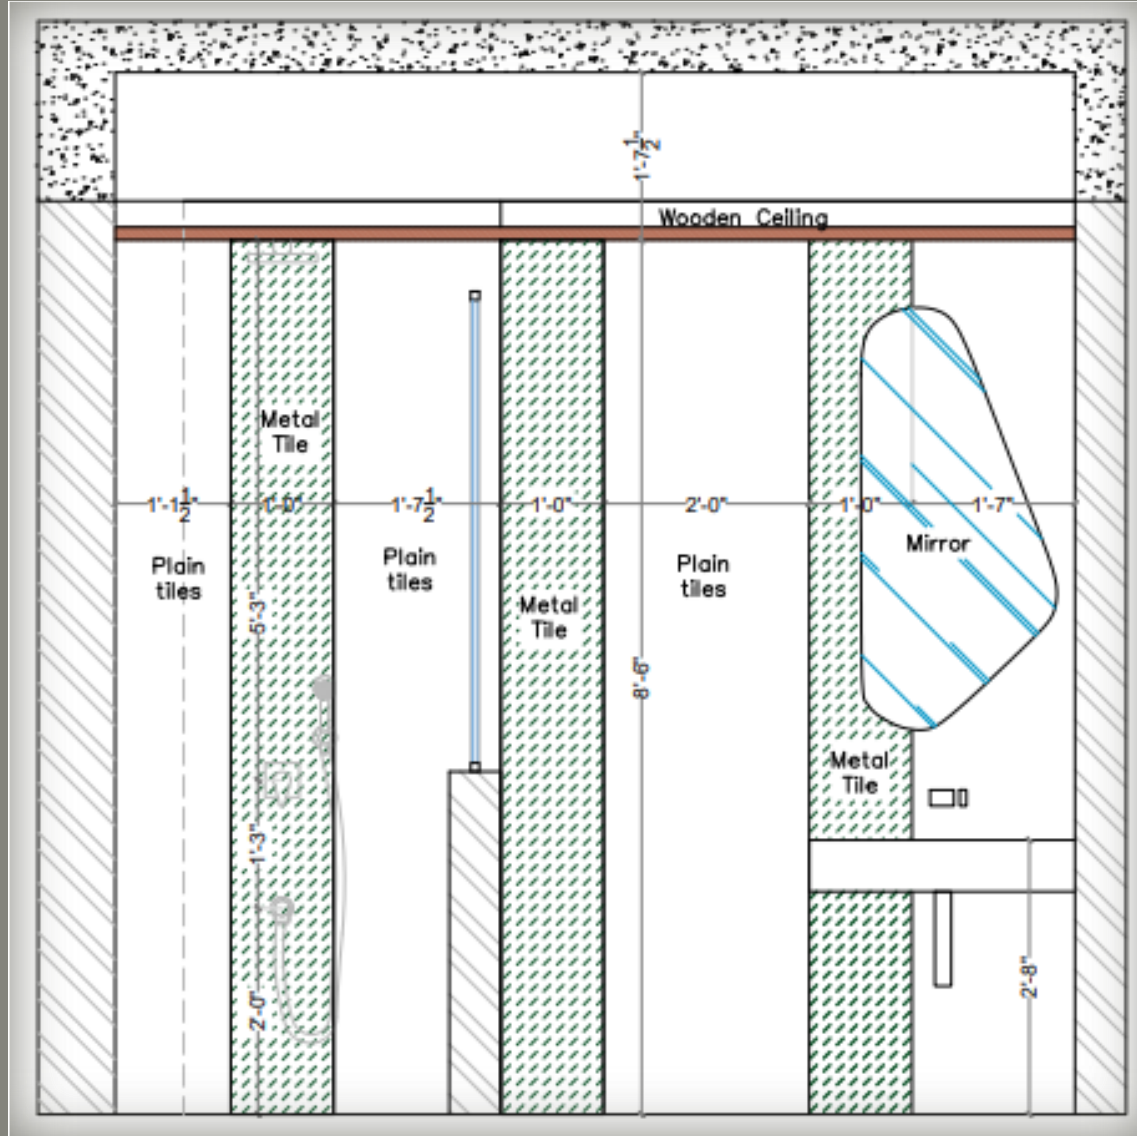 1'-7½"
Wooden Ceiling
Metal
Tile
1'-1½"
1'-0"
1'-7½"
1'-0"
2'-0"
1'-0"
1'-7"
Mirror
Plain
tiles
Plain
tiles
Plain
tiles
5'-3"
Metal
Tile
8'-6"
Metal
Tile
1'-3"
2'-0"
2'-8"